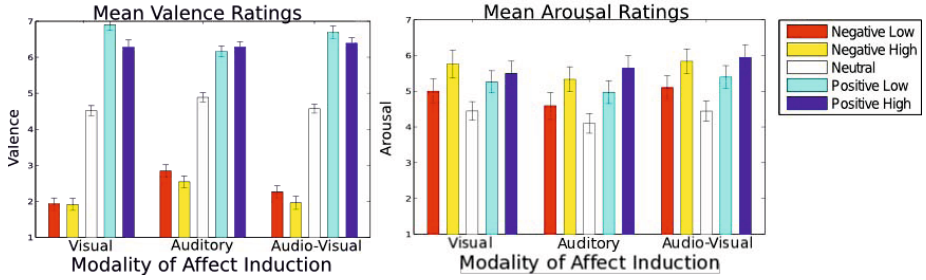 Mean Valence Ratings
7
6
5
4
3
2
1
Valence
Visual
Auditory
Audio-Visual
Modality of Affect Induction
Mean Arousal Ratings
7
6
5
4
3
2
1
Arousal
Visual
Auditory
Audio-Visual
Modality of Affect Induction
Negative Low
Negative High
Neutral
Positive Low
Positive High